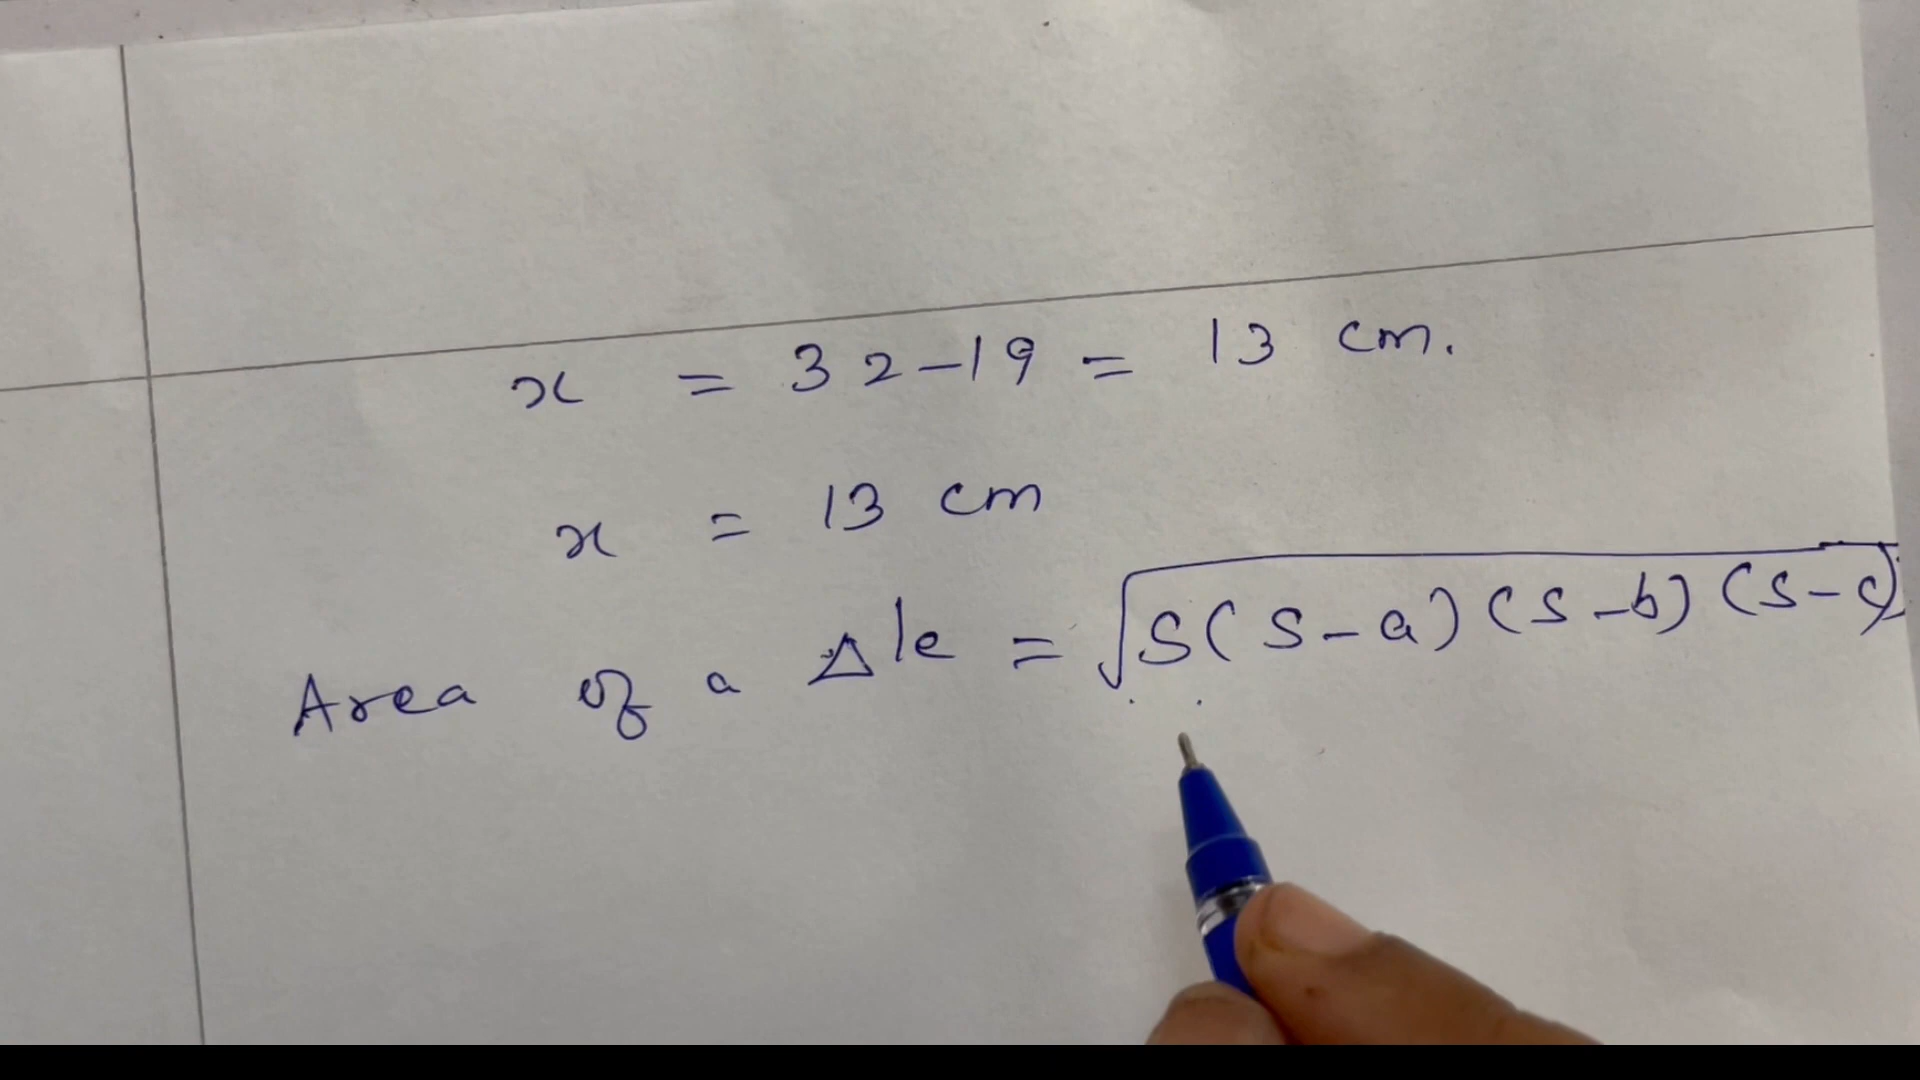 x = 32-19 = 13 cm.
x = 13 cm
Area of a Δle = √S(S-a)(S-b)(S-c)